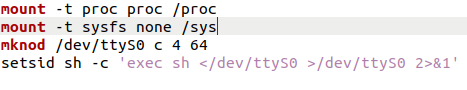 mount -t proc proc /proc
mount -t sysfs none /sys
mknod /dev/ttyS0 c 4 64
setsid sh -c 'exec sh </dev/ttyS0 >/dev/ttyS0 2>&1'